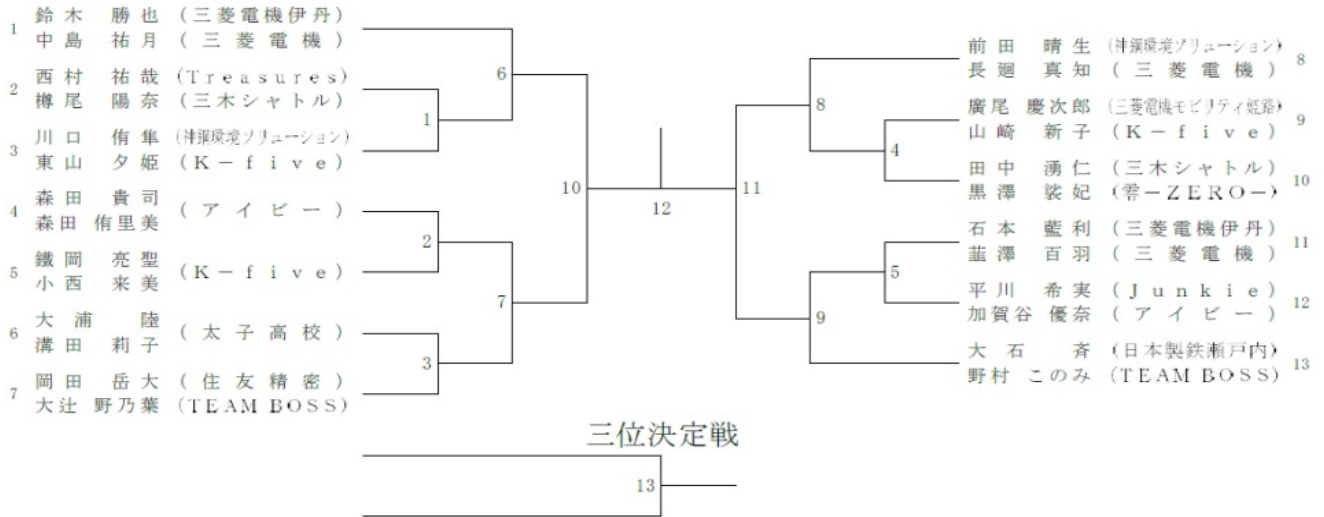 1
鈴木 勝也 (三菱電機伊丹)
中島 祐月 (三菱電機)
2
西村 祐哉 (Treasures)
樽尾 陽奈 (三木シャトル)
3
川口 侑隼 (神鋼環境ソリューション)
東山 夕姫 (K-five)
4
森田 貴司
森田 侑里美
(アイビー)
5
鐵岡 亮聖
小西 来美
(K-five)
6
大浦 陸
溝田 莉子
(太子高校)
7
岡田 岳大 (住友精密)
大辻 野乃葉 (TEAM BOSS)
6
1
10
2
7
3
12
11
8
4
5
9
前田 晴生 (神鋼環境ソリューション)
長廻 真知 (三菱電機)
8
廣尾 慶次郎 (三菱電機モビリティ姫路)
山崎 新子 (K-five)
9
田中 湧仁 (三木シャトル)
黒澤 裟妃 (零-ZERO-)
10
石本 藍利 (三菱電機伊丹)
韮澤 百羽 (三菱電機)
11
平川 希実 (Junkie)
加賀谷 優奈 (アイビー)
12
大石 斉 (日本製鉄瀬戸内)
野村 このみ (TEAM BOSS)
13
三位決定戦
13